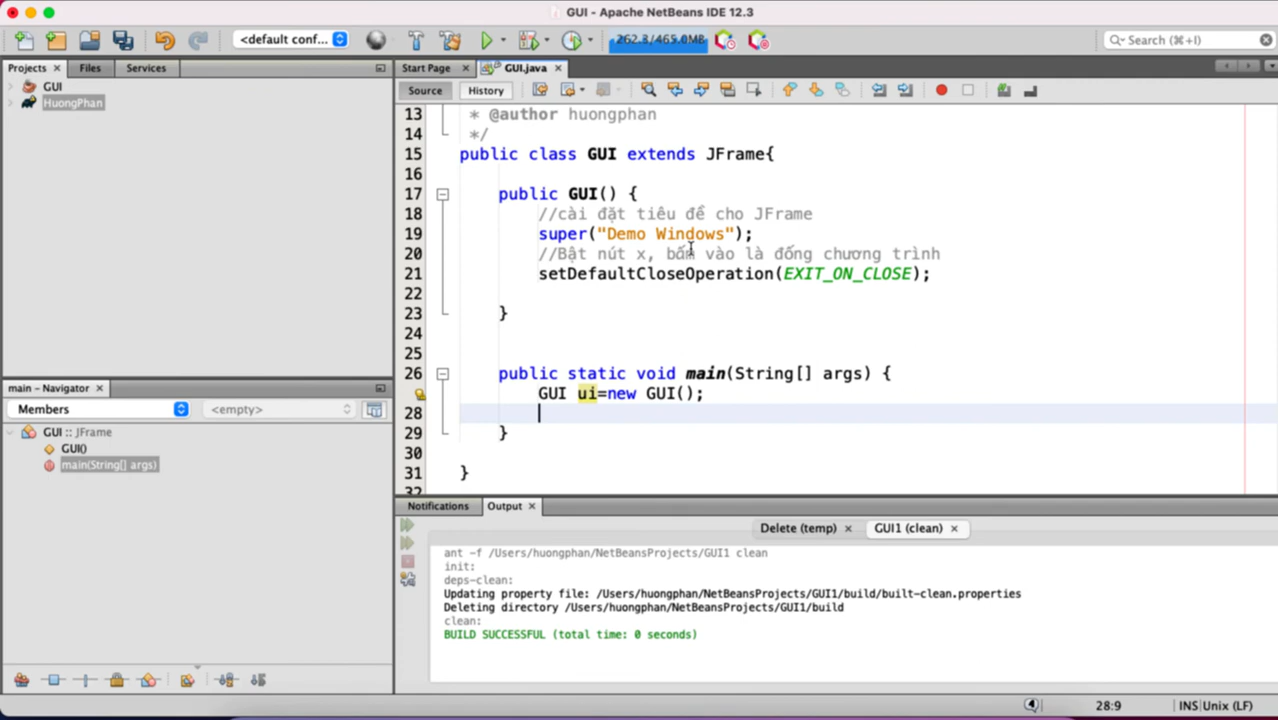 GUI - Apache NetBeans IDE 12.3
<default conf...
262.3/465.0MB
Search (⌘+I)
Projects
Files
Services
GUI
HuongPhan
Start Page
GUI.java
Source
History
13 * @author huongphan
14 */
15 public class GUI extends JFrame{
16
17 public GUI() {
18 //cài đặt tiêu đề cho JFrame
19 super("Demo Windows");
20 //Bật nút x, bấm vào là đống chương trình
21 setDefaultCloseOperation(EXIT_ON_CLOSE);
22
23 }
24
25
26 public static void main(String[] args) {
GUI ui=new GUI();
28
29 }
30
31 }
32
main - Navigator
Members
<empty>
GUI :: JFrame
GUI()
main(String[] args)
Notifications
Output
Delete (temp)
GUI1 (clean)
ant -f /Users/huongphan/NetBeansProjects/GUI1 clean
init:
deps-clean:
Updating property file: /Users/huongphan/NetBeansProjects/GUI1/build/built-clean.properties
Deleting directory /Users/huongphan/NetBeansProjects/GUI1/build
clean:
BUILD SUCCESSFUL (total time: 0 seconds)
28:9
INS
Unix (LF)